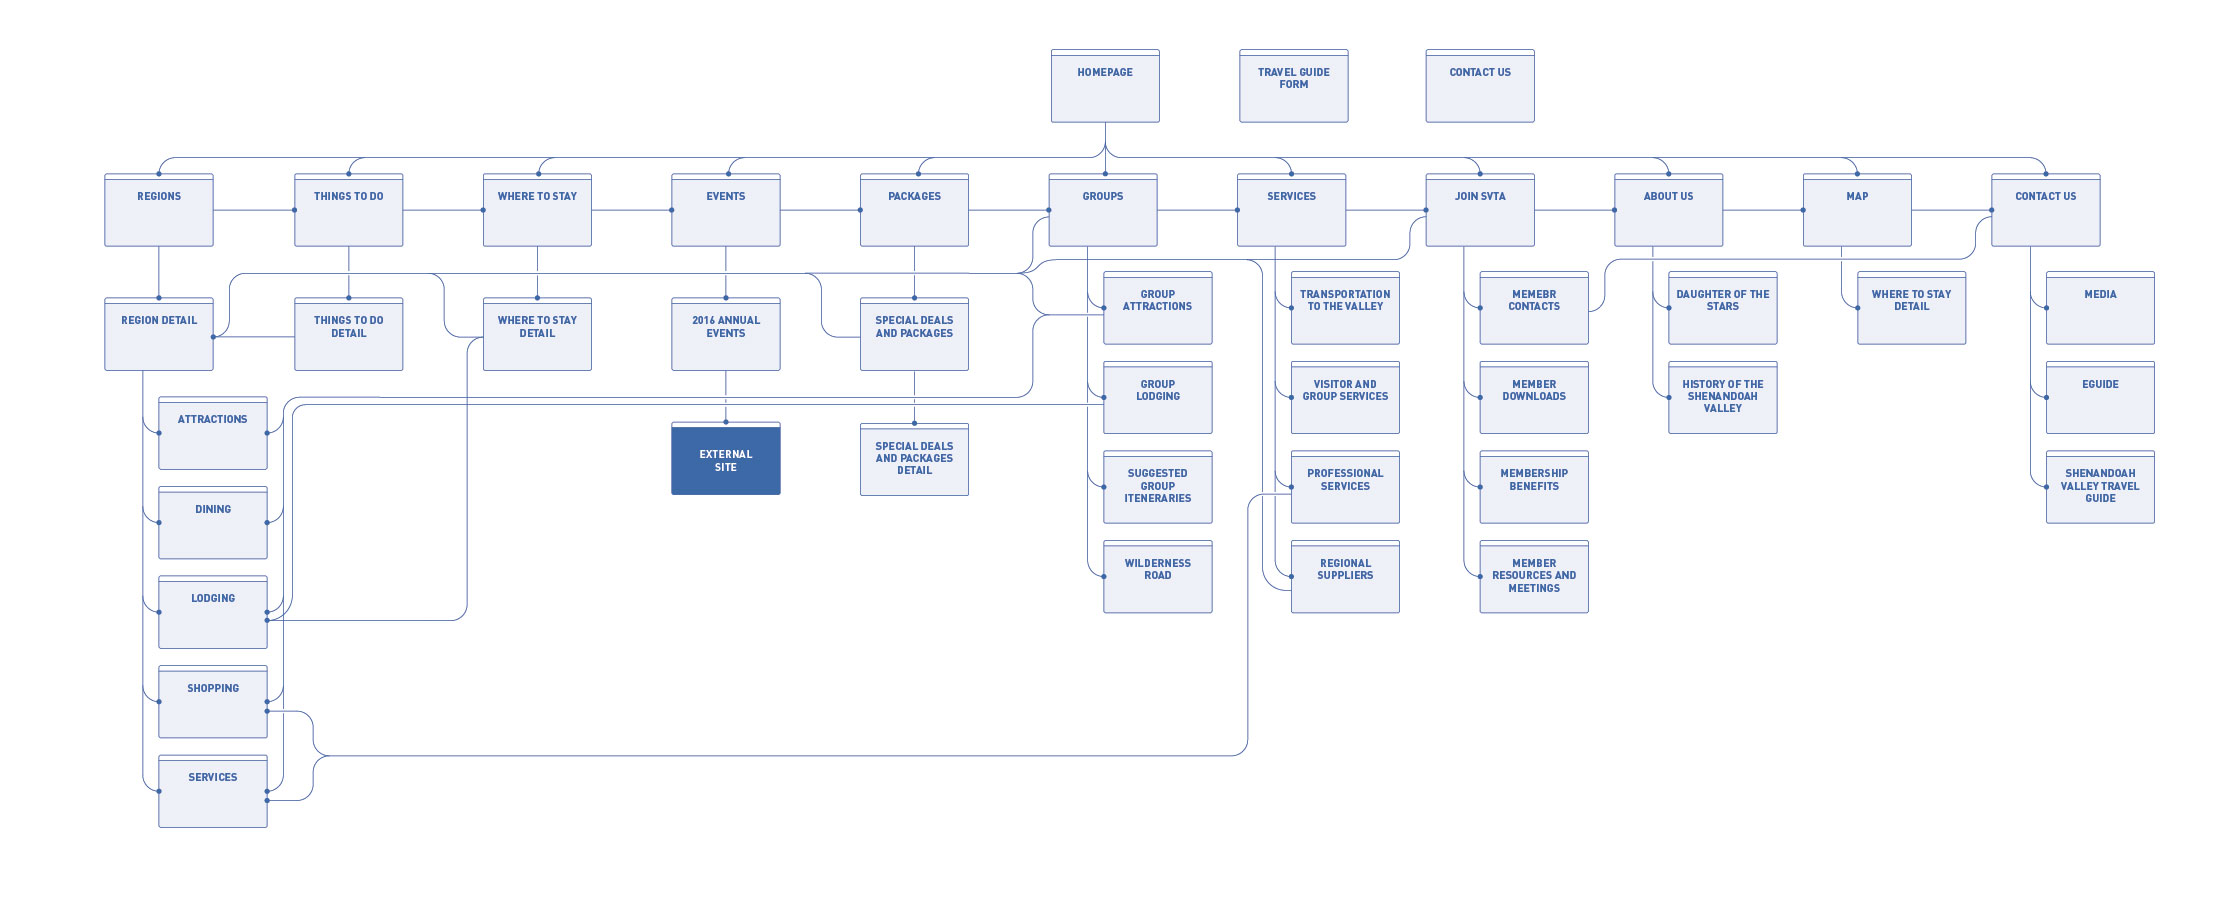 HOMEPAGE
TRAVEL GUIDE
FORM
CONTACT US
REGIONS
THINGS TO DO
WHERE TO STAY
EVENTS
PACKAGES
GROUPS
SERVICES
JOIN SVTA
ABOUT US
MAP
CONTACT US
REGION DETAIL
THINGS TO DO
DETAIL
WHERE TO STAY
DETAIL
2016 ANNUAL
EVENTS
SPECIAL DEALS
AND PACKAGES
GROUP
ATTRACTIONS
TRANSPORTATION
TO THE VALLEY
MEMEBR
CONTACTS
DAUGHTER OF THE
STARS
WHERE TO STAY
DETAIL
MEDIA
ATTRACTIONS
EXTERNAL
SITE
SPECIAL DEALS
AND PACKAGES
DETAIL
GROUP
LODGING
VISITOR AND
GROUP SERVICES
MEMBER
DOWNLOADS
HISTORY OF THE
SHENANDOAH
VALLEY
EGUIDE
DINING
SUGGESTED
GROUP
ITENERARIES
PROFESSIONAL
SERVICES
MEMBERSHIP
BENEFITS
SHENANDOAH
VALLEY TRAVEL
GUIDE
LODGING
WILDERNESS
ROAD
REGIONAL
SUPPLIERS
MEMBER
RESOURCES AND
MEETINGS
SHOPPING
SERVICES